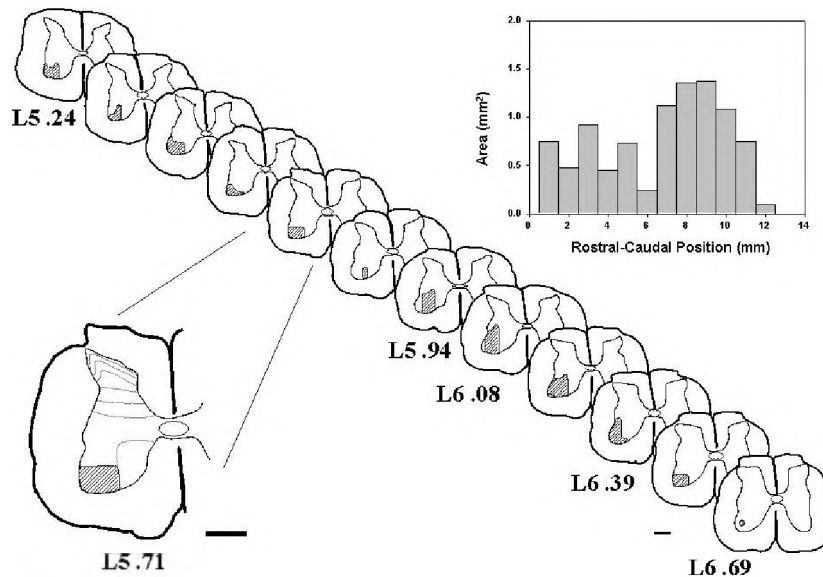 L5 .24
2.0
1.5
1.0
0.5
0.0
Area (mm²)
2 4 6 8 10 12 14
Rostral-Caudal Position (mm)
L5 .94
L6 .08
L6 .39
L5 .71
L6 .69